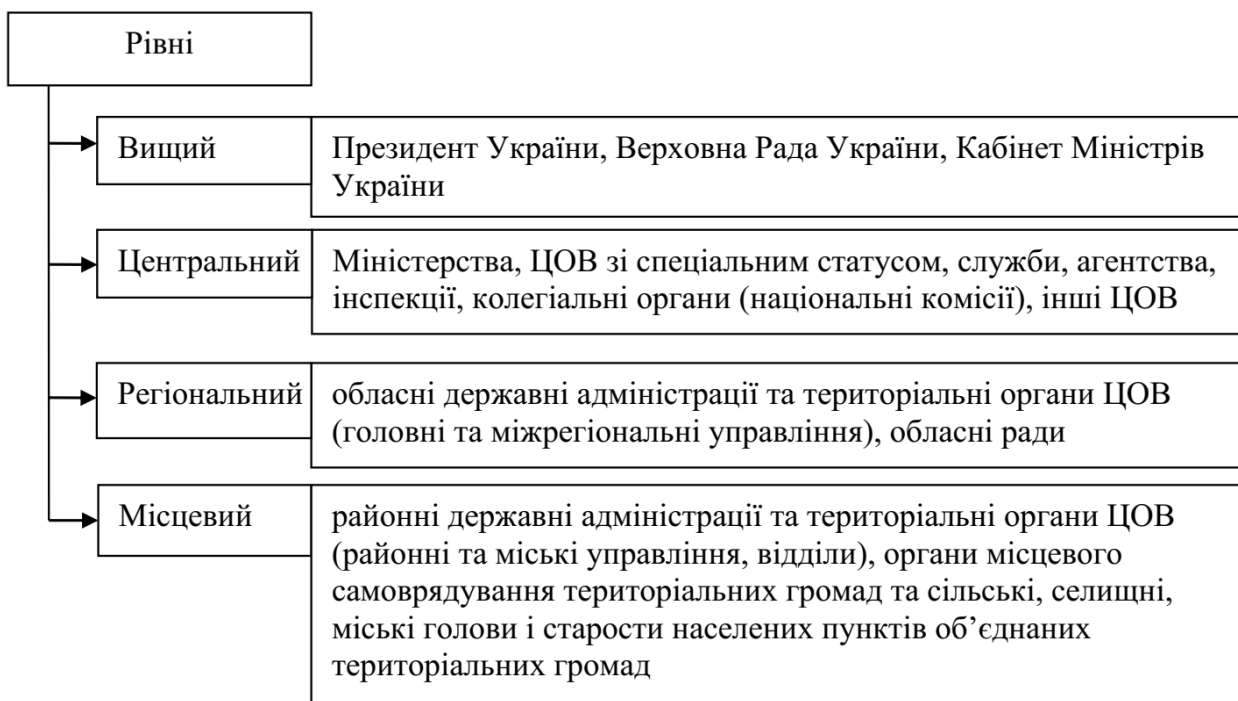 Рівні
Вищий
Президент України, Верховна Рада України, Кабінет Міністрів
України
Центральний
Міністерства, ЦОВ зі спеціальним статусом, служби, агентства,
інспекції, колегіальні органи (національні комісії), інші ЦОВ
Регіональний
обласні державні адміністрації та територіальні органи ЦОВ
(головні та міжрегіональні управління), обласні ради
Місцевий
районні державні адміністрації та територіальні органи ЦОВ
(районні та міські управління, відділи), органи місцевого
самоврядування територіальних громад та сільські, селищні,
міські голови і старости населених пунктів об’єднаних
територіальних громад